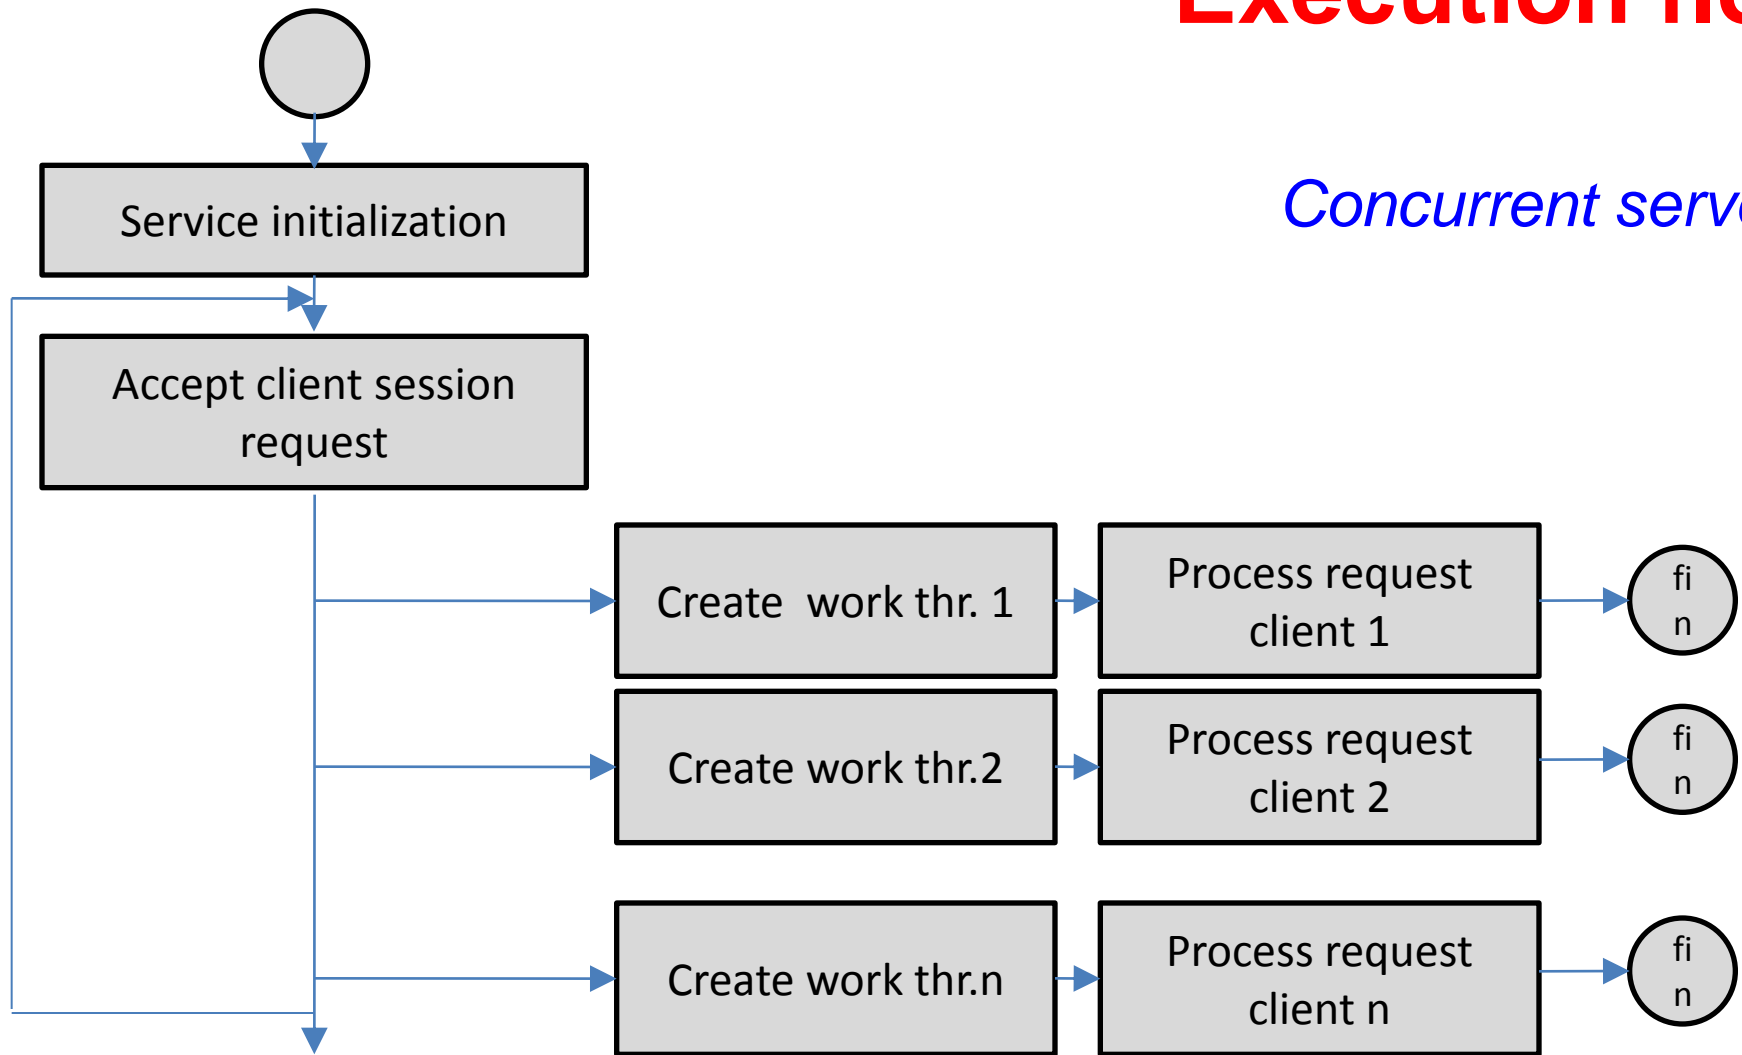 Execution
Concurrent
Service initialization
Accept client session
request
Create  work thr. 1
Process request
client 1
fi
n
Create work thr.2
Process request
client 2
fi
n
Create work thr.n
Process request
client n
fi
n